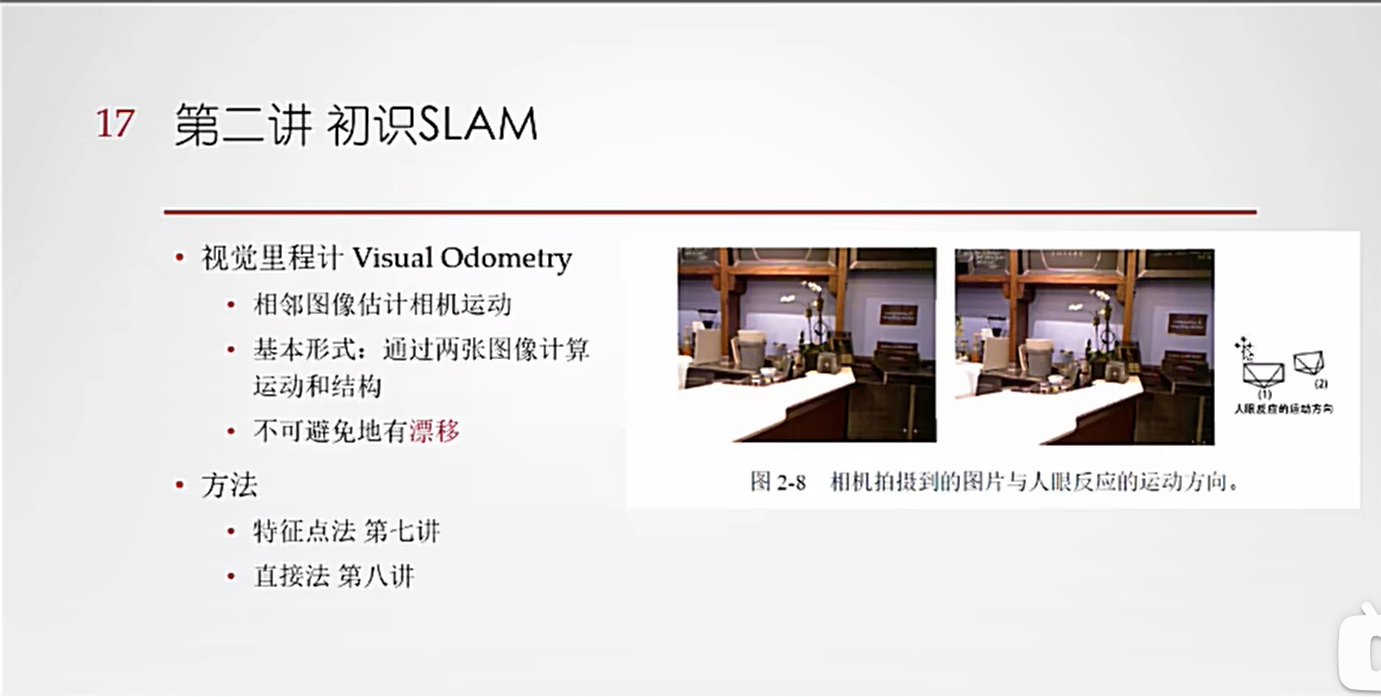 17 第二讲 初识SLAM
• 视觉里程计 Visual Odometry
• 相邻图像估计相机运动
• 基本形式：通过两张图像计算
运动和结构
• 不可避免地有漂移
• 方法
• 特征点法 第七讲
• 直接法 第八讲
(1)
(2)
人眼反应的运动方向
图 2-8 相机拍摄到的图片与人眼反应的运动方向。